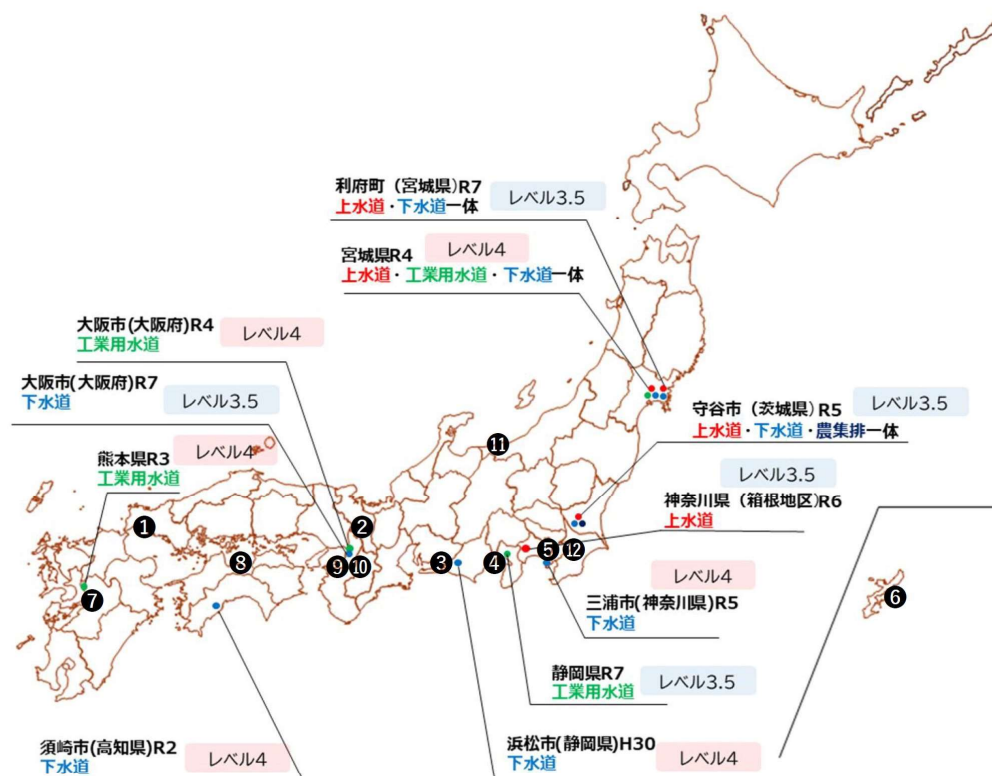 利府町（宮城県）R7
レベル3.5
上水道・下水道一体
宮城県R4
レベル4
上水道・工業用水道・下水道一体
大阪市(大阪府)R4
レベル4
工業用水道
大阪市(大阪府)R7
レベル3.5
下水道
熊本県R3
レベル4
工業用水道
守谷市（茨城県）R5
レベル3.5
上水道・下水道・農集排一体
レベル3.5
神奈川県（箱根地区）R6
上水道
⓫
❶
❷
❸
❹
❺
⓬
❽
❾
❿
❼
❻
レベル4
三浦市(神奈川県)R5
下水道
静岡県R7
レベル3.5
工業用水道
須崎市(高知県)R2
レベル4
下水道
浜松市(静岡県)H30
レベル4
下水道